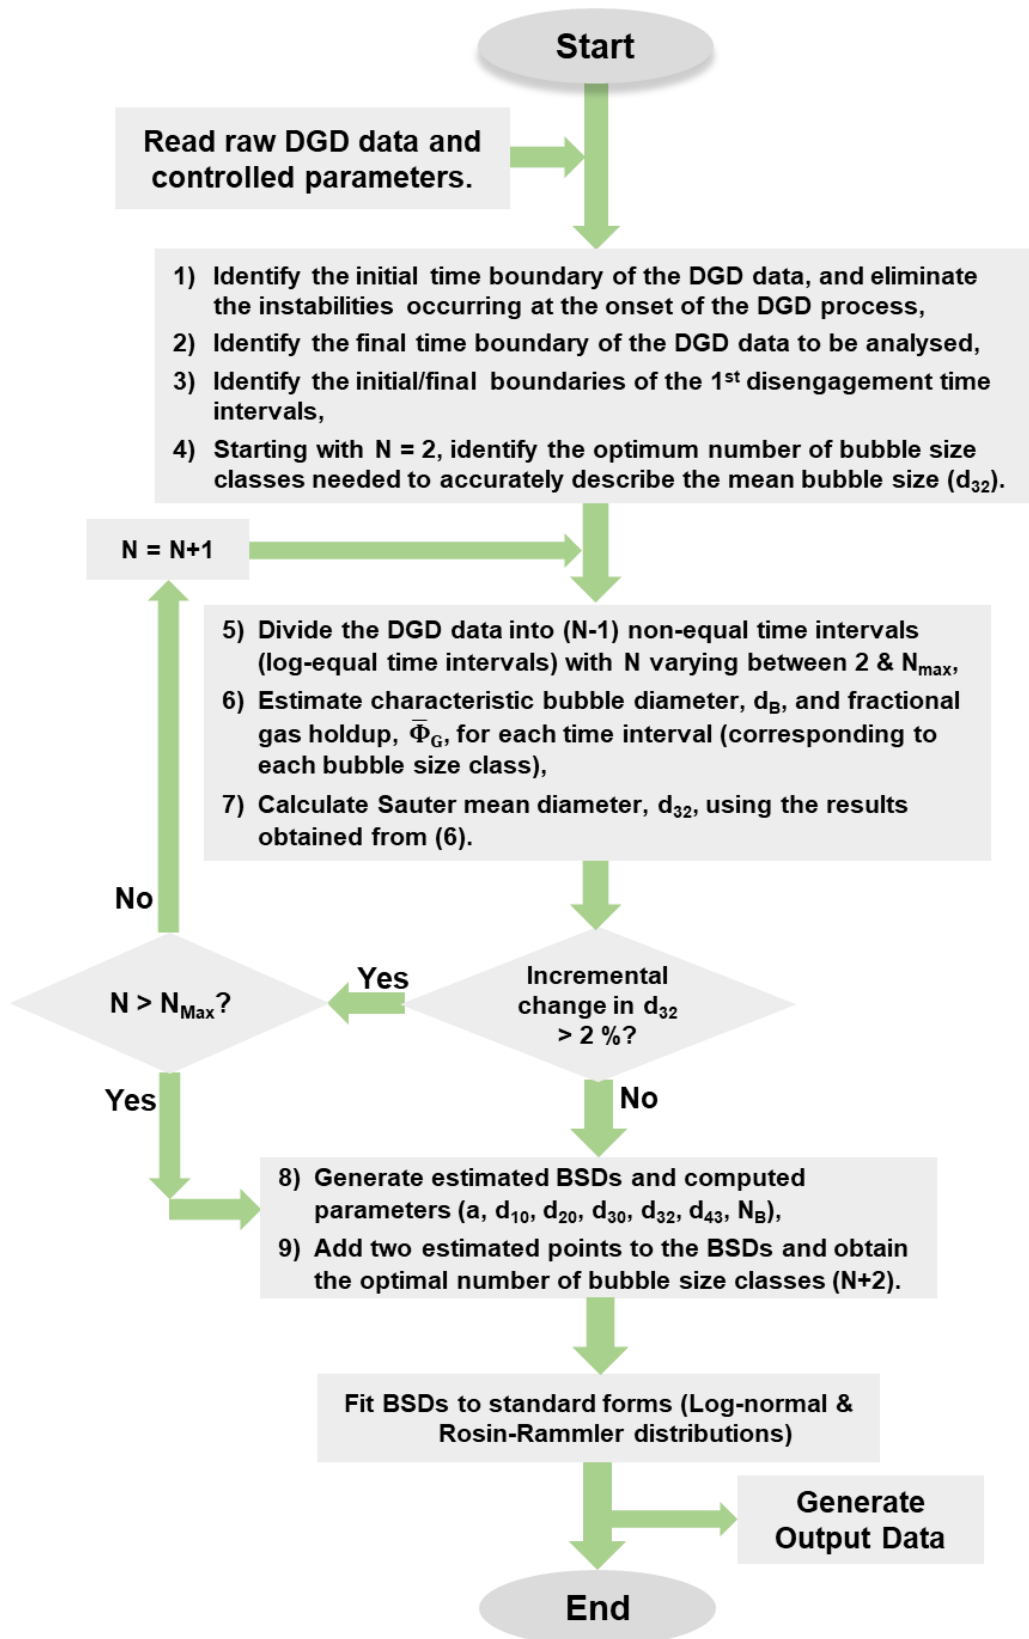 Start
Read raw DGD data and
controlled parameters.
1) Identify the initial time boundary of the DGD data, and eliminate
the instabilities occurring at the onset of the DGD process,
2) Identify the final time boundary of the DGD data to be analysed,
3) Identify the initial/final boundaries of the 1st disengagement time
intervals,
4) Starting with N = 2, identify the optimum number of bubble size
classes needed to accurately describe the mean bubble size (d32).
N = N+1
5) Divide the DGD data into (N-1) non-equal time intervals
(log-equal time intervals) with N varying between 2 & Nmax,
6) Estimate characteristic bubble diameter, dB, and fractional
gas holdup, Φ̅G, for each time interval (corresponding to
each bubble size class),
7) Calculate Sauter mean diameter, d32, using the results
obtained from (6).
No
Yes
N > NMax?
Incremental
change in d32
> 2 %?
Yes
No
8) Generate estimated BSDs and computed
parameters (a, d10, d20, d30, d32, d43, NB),
9) Add two estimated points to the BSDs and obtain
the optimal number of bubble size classes (N+2).
Fit BSDs to standard forms (Log-normal &
Rosin-Rammler distributions)
Generate
Output Data
End